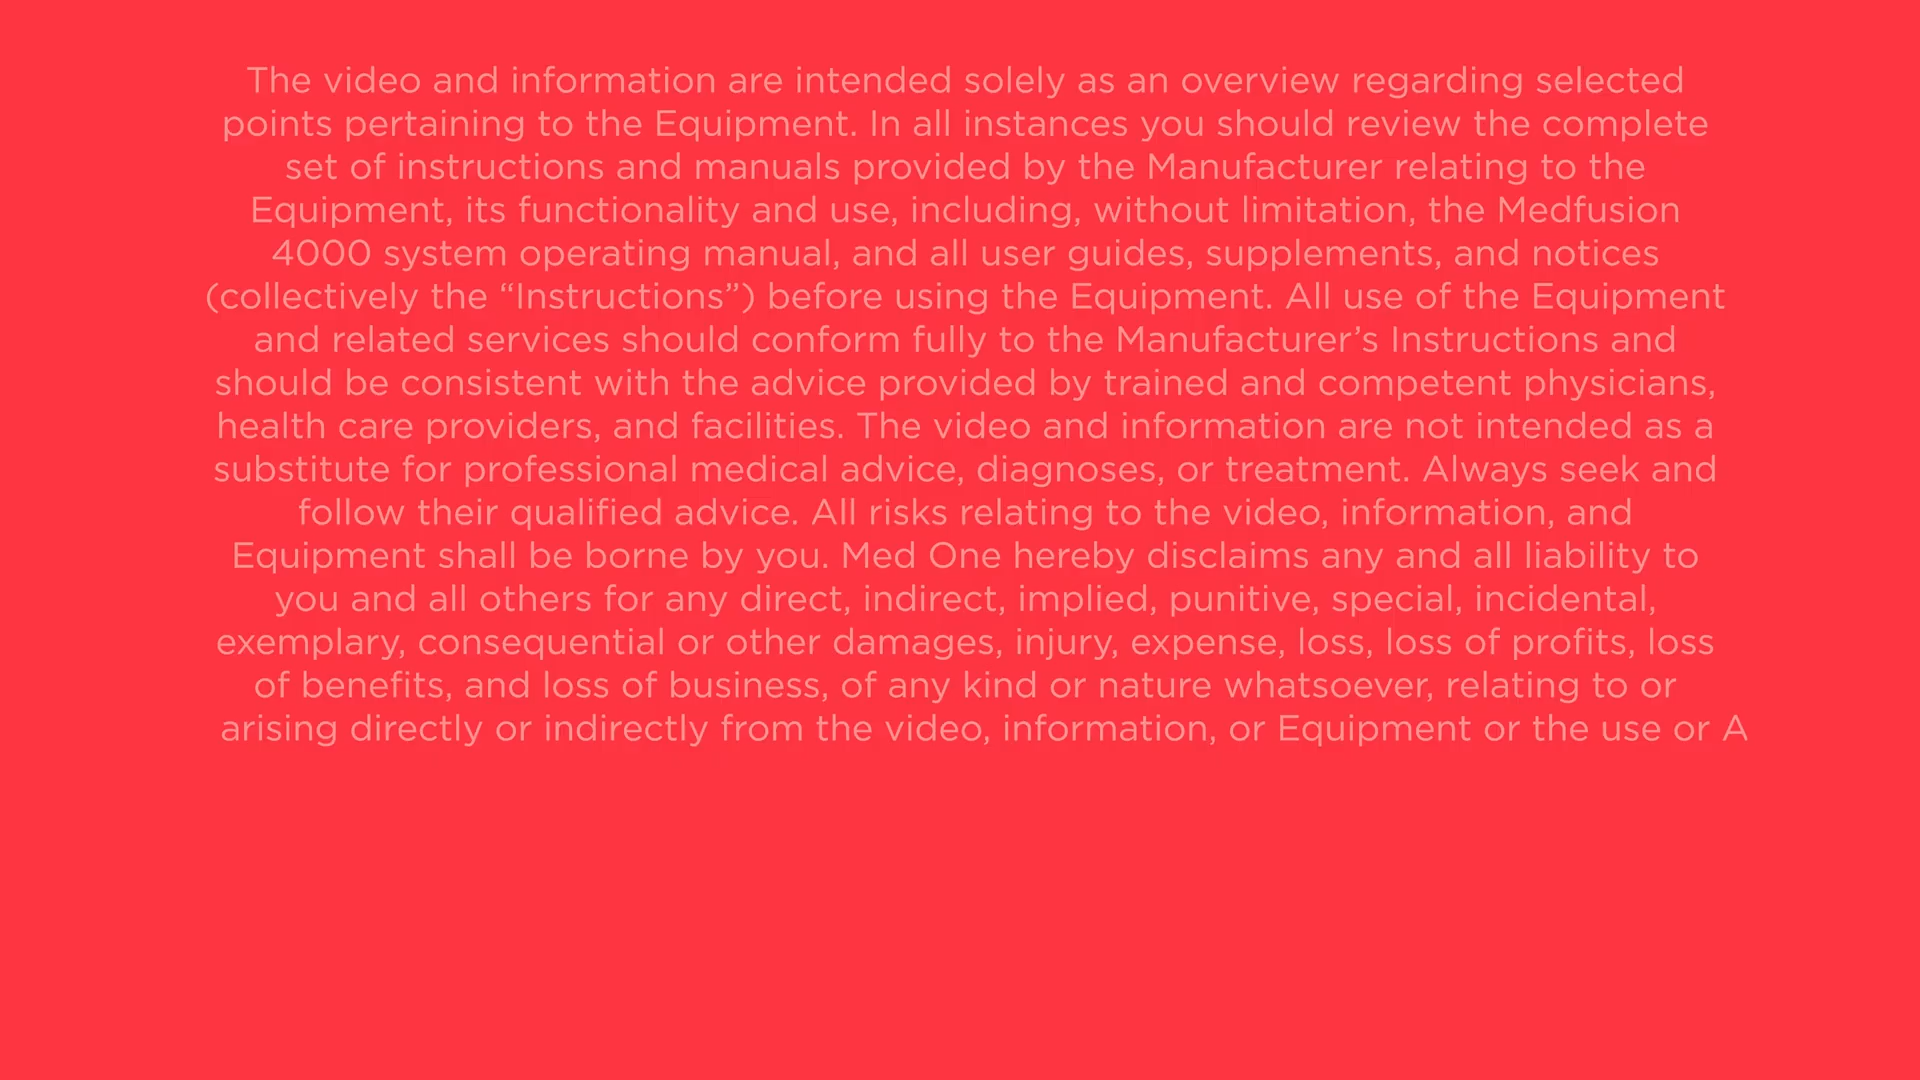 The video and information are intended solely as an overview regarding selected
points pertaining to the Equipment. In all instances you should review the complete
set of instructions and manuals provided by the Manufacturer relating to the
Equipment, its functionality and use, including, without limitation, the Medfusion
4000 system operating manual, and all user guides, supplements, and notices
(collectively the “Instructions”) before using the Equipment. All use of the Equipment
and related services should conform fully to the Manufacturer’s Instructions and
should be consistent with the advice provided by trained and competent physicians,
health care providers, and facilities. The video and information are not intended as a
substitute for professional medical advice, diagnoses, or treatment. Always seek and
follow their qualified advice. All risks relating to the video, information, and
Equipment shall be borne by you. Med One hereby disclaims any and all liability to
you and all others for any direct, indirect, implied, punitive, special, incidental,
exemplary, consequential or other damages, injury, expense, loss, loss of profits, loss
of benefits, and loss of business, of any kind or nature whatsoever, relating to or
arising directly or indirectly from the video, information, or Equipment or the use or A